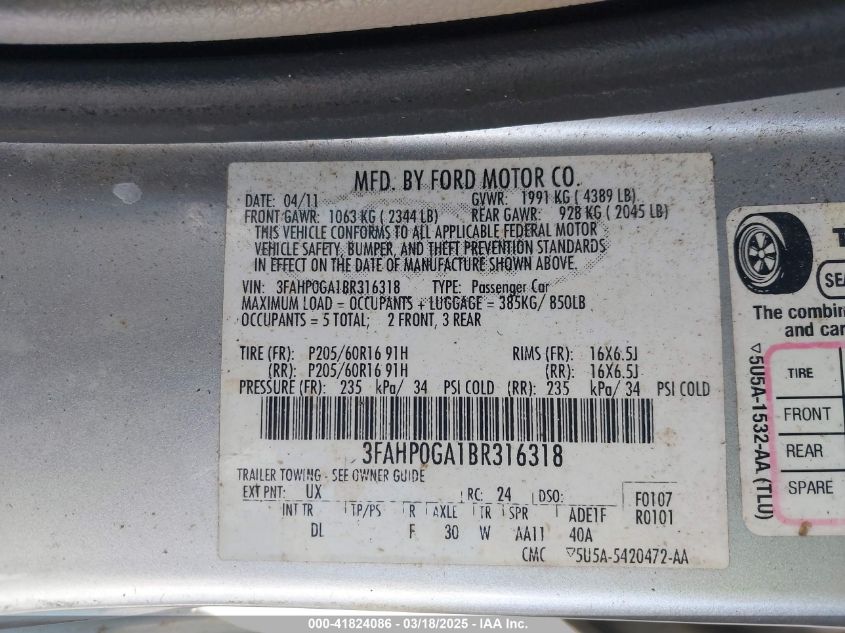 MFD. BY FORD MOTOR CO.
DATE: 04/11 GVWR: 1991 KG ( 4389 LB)
FRONT GAWR: 1063 KG ( 2344 LB) REAR GAWR: 928 KG ( 2045 LB)
THIS VEHICLE CONFORMS TO ALL APPLICABLE FEDERAL MOTOR
VEHICLE SAFETY, BUMPER, AND THEFT PREVENTION STANDARDS
IN EFFECT ON THE DATE OF MANUFACTURE SHOWN ABOVE.
VIN: 3FAHP0GA1BR316318 TYPE: Passenger Car
MAXIMUM LOAD = OCCUPANTS + LUGGAGE = 385KG/ 850LB
OCCUPANTS = 5 TOTAL; 2 FRONT, 3 REAR
TIRE (FR): P205/60R16 91H RIMS (FR): 16X6.5J
(RR): P205/60R16 91H (RR): 16X6.5J
PRESSURE (FR): 235 kPa/ 34 PSI COLD (RR): 235 kPa/ 34 PSI COLD
3FAHP0GA1BR316318
TRAILER TOWING - SEE OWNER GUIDE
EXT PNT: UX RC: 24 DSO: F0107
INT TR TP/PS R AXLE TR SPR ADE1F R0101
DL F 30 W AA11 40A
CMC ▽5U5A-5420472-AA
The combin
and car
▽5U5A-1532-AA (TLU)
TIRE
FRONT
REAR
SPARE
000-41824086 — 03/18/2025 — IAA Inc.